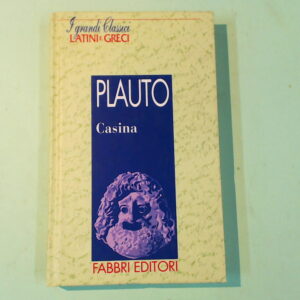 I grandi Classici
LATINI e GRECI
PLAUTO
Casina
FABBRI EDITORI